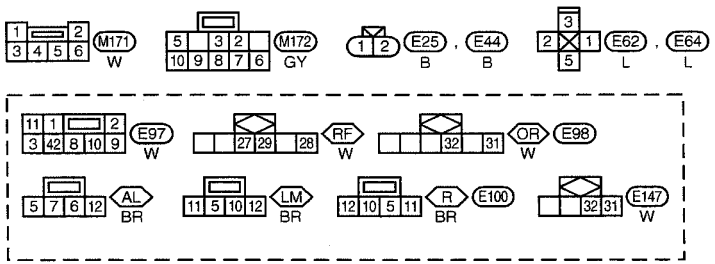 1 2 M171
3 4 5 6 W
5 3 2 M172
10 9 8 7 6 GY
1 2 E25 , E44
B B
3
2 1 E62 , E64
5 L L
11 1 2 E97
3 42 8 10 9 W
27 29 28 RF
W
32 31 OR E98
W
5 7 6 12 AL
BR
11 5 10 12 LM
BR
12 10 5 11 R E100
BR
32 31 E147
W